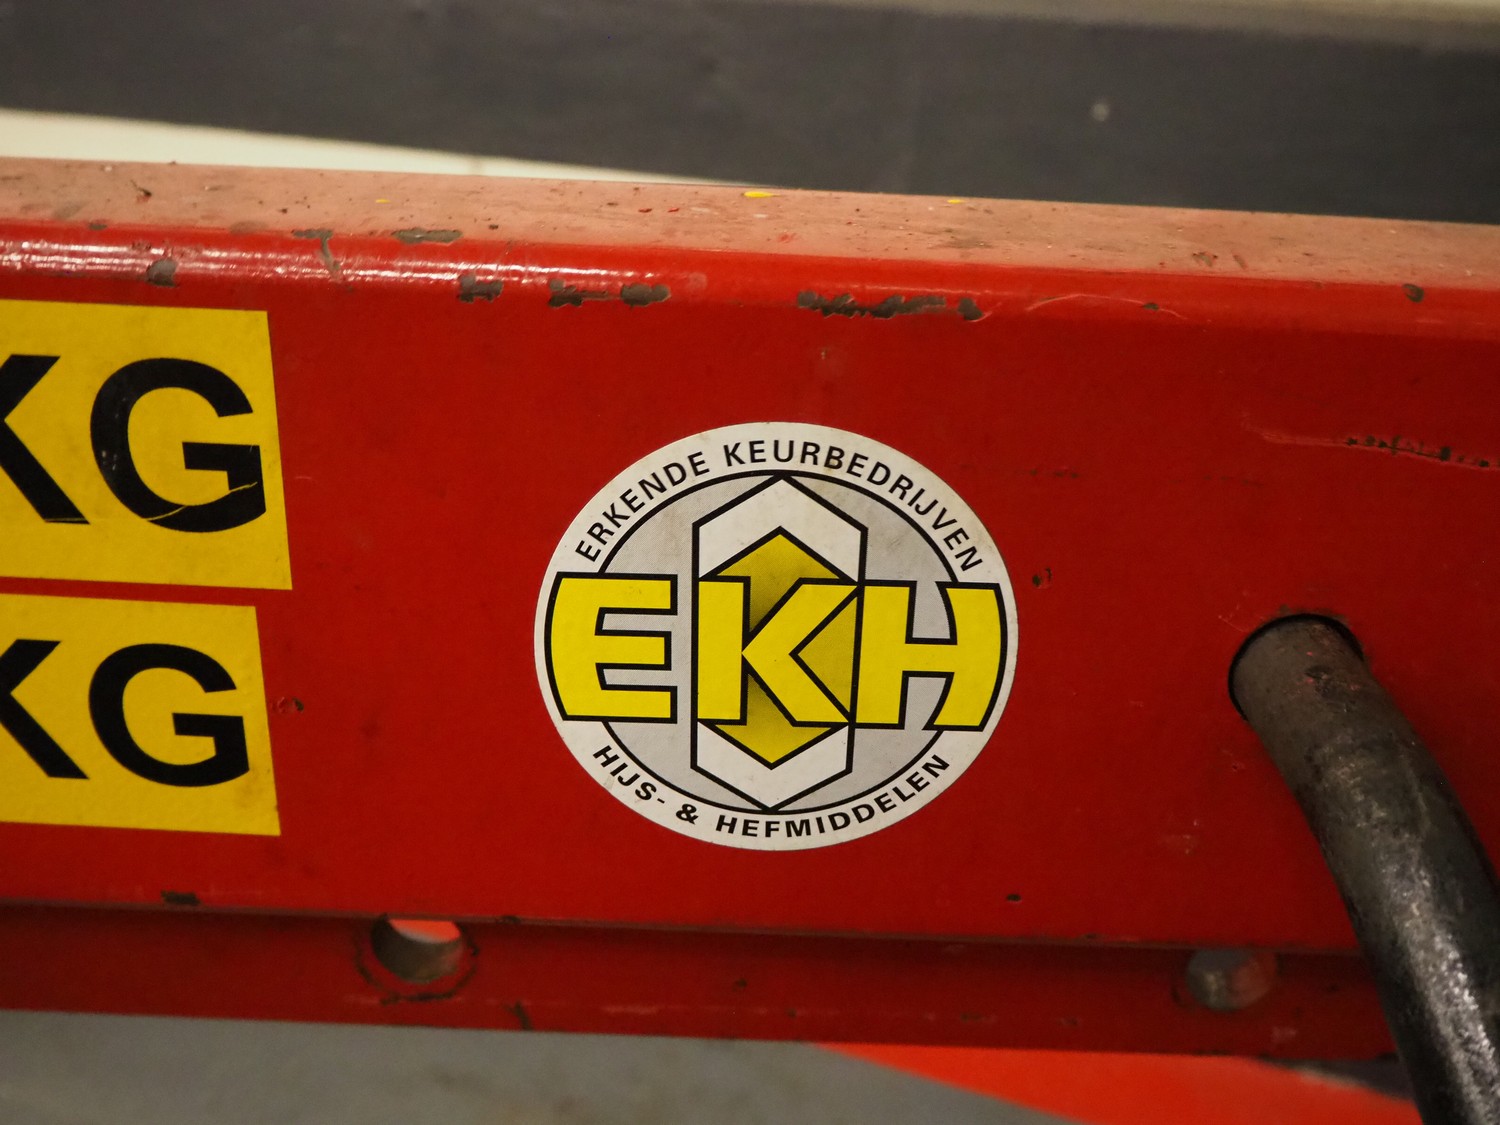 KG
KG
ERKENDE KEURBEDRIJVEN
EKH
HIJS- & HEFMIDDELEN